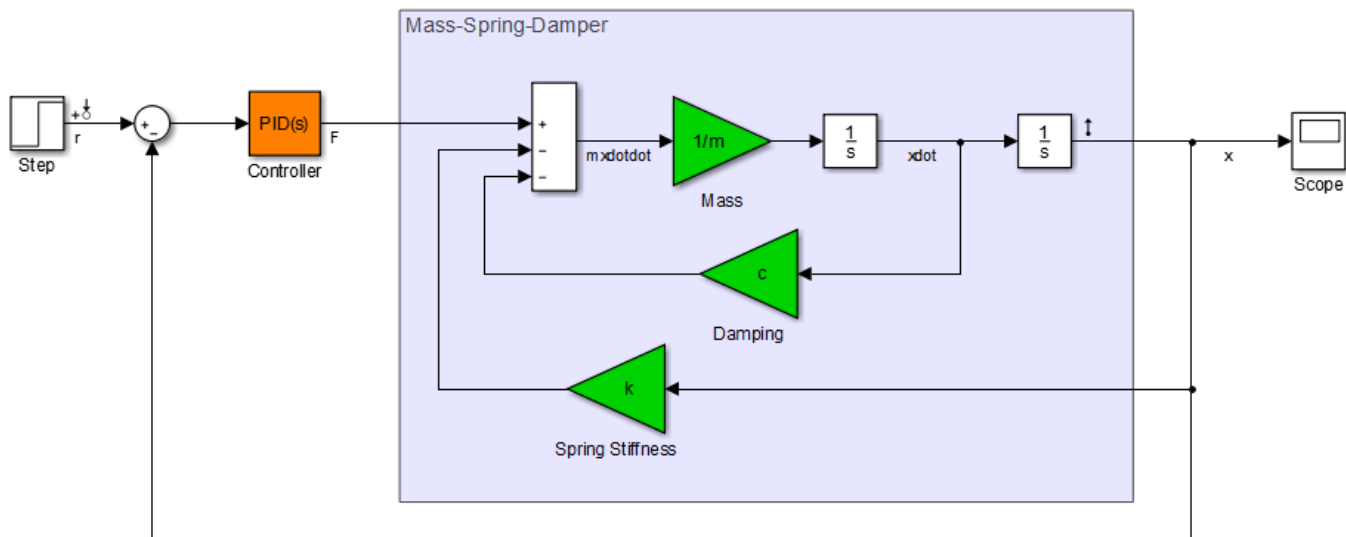 Mass-Spring-Damper
Step
r
+
−
PID(s)
Controller
F
+
−
−
mxdotdot
1/m
Mass
1
s
xdot
1
s
x
Scope
c
Damping
k
Spring Stiffness